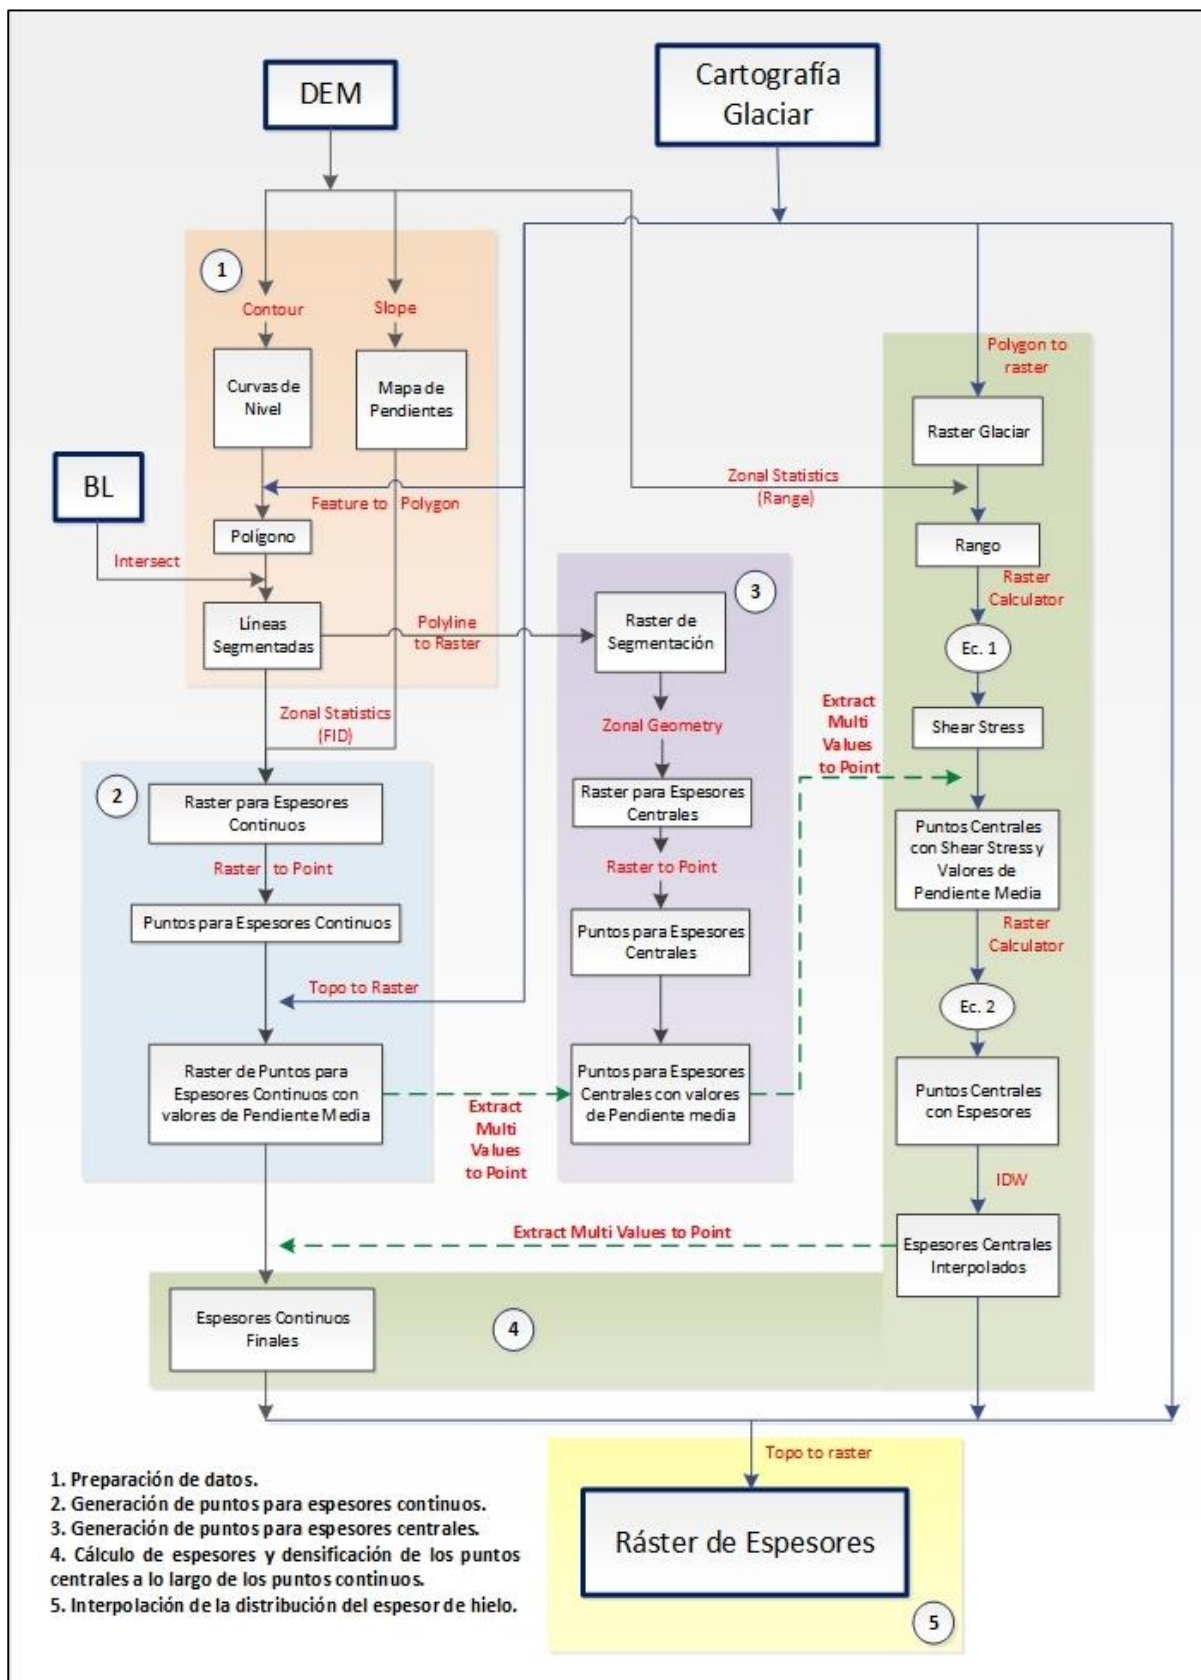 DEM
Cartografía
Glaciar
1
Contour
Slope
Curvas de
Nivel
Mapa de
Pendientes
BL
Feature to Polygon
Polígono
Intersect
Líneas
Segmentadas
Polyline
to Raster
Zonal Statistics
(FID)
Zonal Statistics
(Range)
2
Raster para Espesores
Continuos
Raster to Point
Puntos para Espesores Continuos
Topo to Raster
Raster de Puntos para
Espesores Continuos con
valores de Pendiente Media
Extract
Multi
Values
to Point
3
Raster de
Segmentación
Zonal Geometry
Raster para Espesores
Centrales
Raster to Point
Puntos para Espesores
Centrales
Puntos para Espesores
Centrales con valores
de Pendiente media
Extract
Multi
Values
to Point
Polygon to
raster
Raster Glaciar
Rango
Raster
Calculator
Ec. 1
Shear Stress
Puntos Centrales
con Shear Stress y
Valores de
Pendiente Media
Raster
Calculator
Ec. 2
Puntos Centrales
con Espesores
IDW
Espesores Centrales
Interpolados
Extract Multi Values to Point
Espesores Continuos
Finales
4
Topo to raster
Ráster de Espesores
5
1. Preparación de datos.
2. Generación de puntos para espesores continuos.
3. Generación de puntos para espesores centrales.
4. Cálculo de espesores y densificación de los puntos
centrales a lo largo de los puntos continuos.
5. Interpolación de la distribución del espesor de hielo.